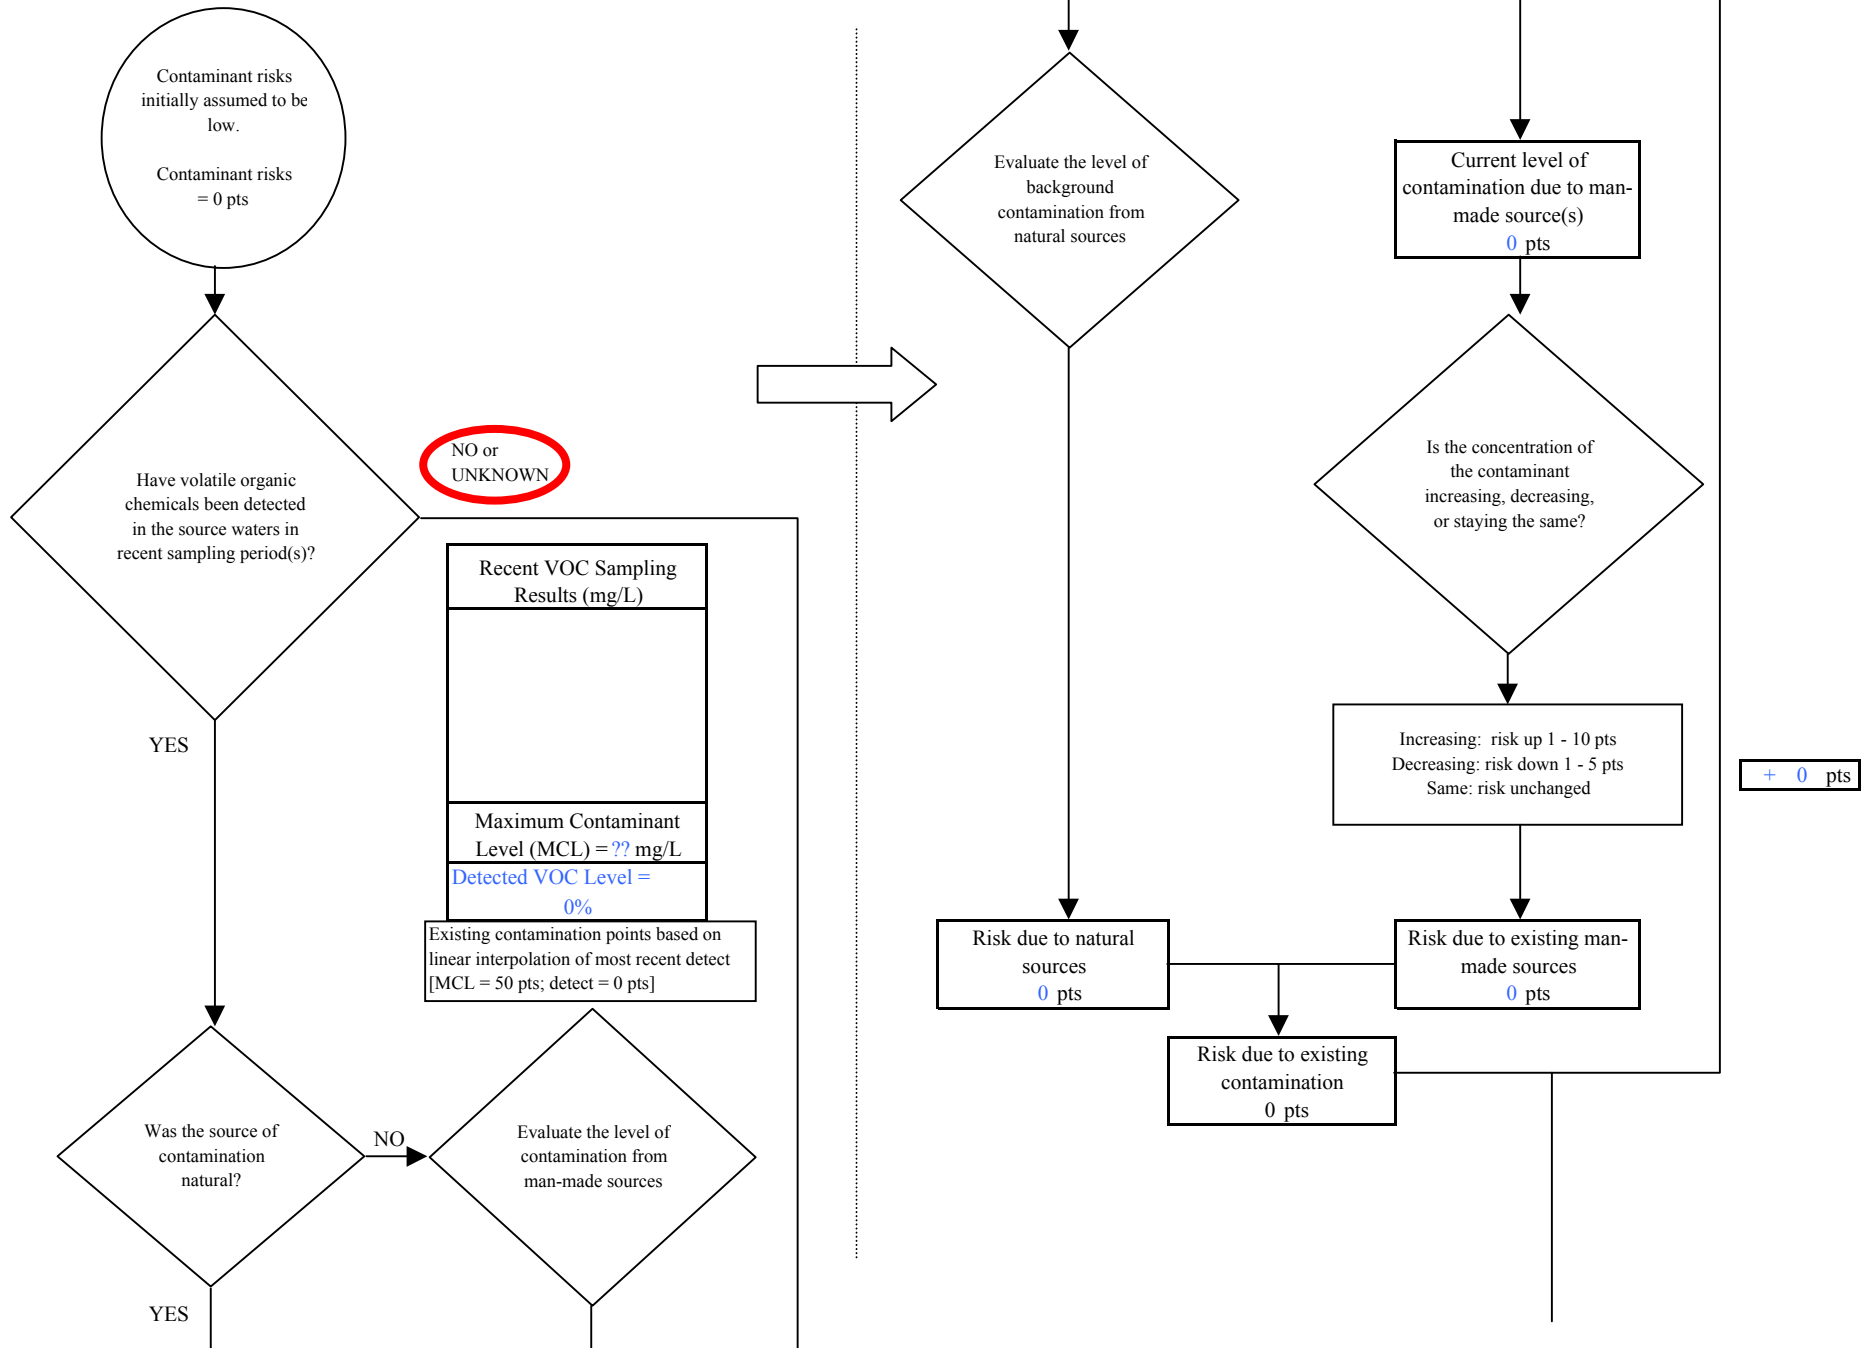 Contaminant risks
initially assumed to be
low.
Contaminant risks
= 0 pts
Have volatile organic
chemicals been detected
in the source waters in
recent sampling period(s)?
NO or
UNKNOWN
YES
Recent VOC Sampling
Results (mg/L)
Maximum Contaminant
Level (MCL) = ?? mg/L
Detected VOC Level =
0%
Existing contamination points based on
linear interpolation of most recent detect
[MCL = 50 pts; detect = 0 pts]
Was the source of
contamination
natural?
NO
Evaluate the level of
contamination from
man-made sources
YES
Evaluate the level of
background
contamination from
natural sources
Current level of
contamination due to man-
made source(s)
0 pts
Is the concentration of
the contaminant
increasing, decreasing,
or staying the same?
Increasing: risk up 1 - 10 pts
Decreasing: risk down 1 - 5 pts
Same: risk unchanged
+ 0 pts
Risk due to natural
sources
0 pts
Risk due to existing man-
made sources
0 pts
Risk due to existing
contamination
0 pts